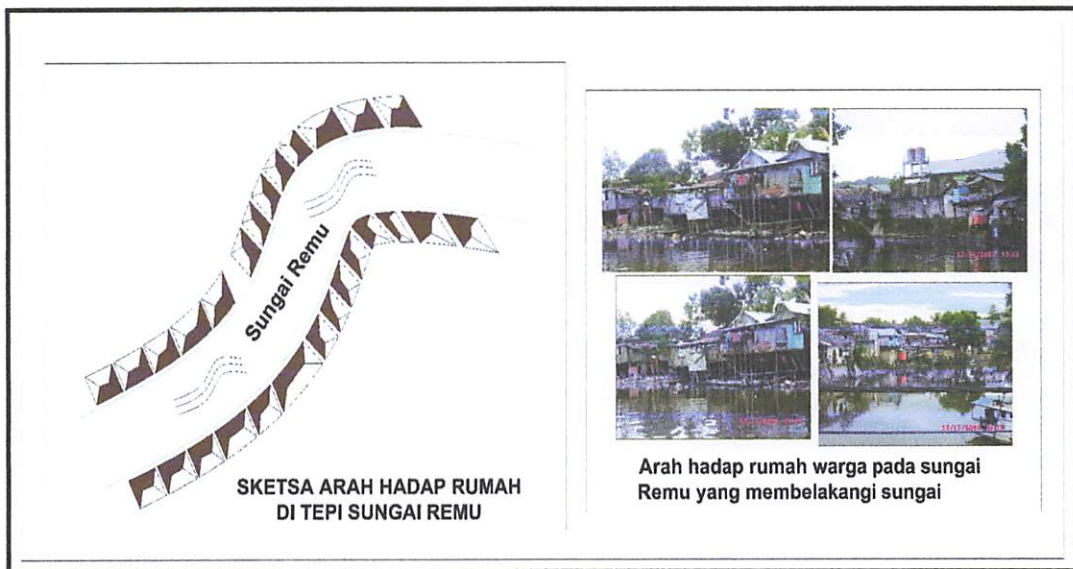 Sungai Remu
SKETSA ARAH HADAP RUMAH
DI TEPI SUNGAI REMU
Arah hadap rumah warga pada sungai
Remu yang membelakangi sungai